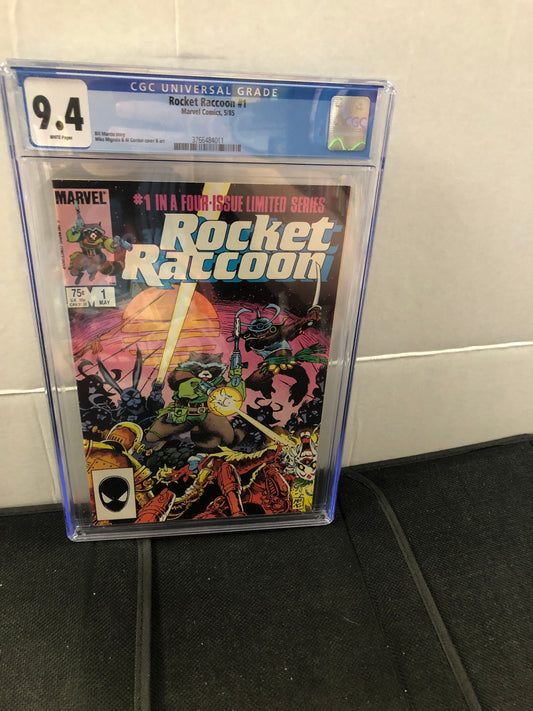 CGC UNIVERSAL GRADE
9.4
WHITE Pages
Rocket Raccoon #1
Marvel Comics, 5/85
Bill Mantlo story
Mike Mignola & Al Gordon cover & art
3766484011
CGC
MARVEL
#1 IN A FOUR-ISSUE LIMITED SERIES
Rocket
Raccoon
75¢
1
MAY